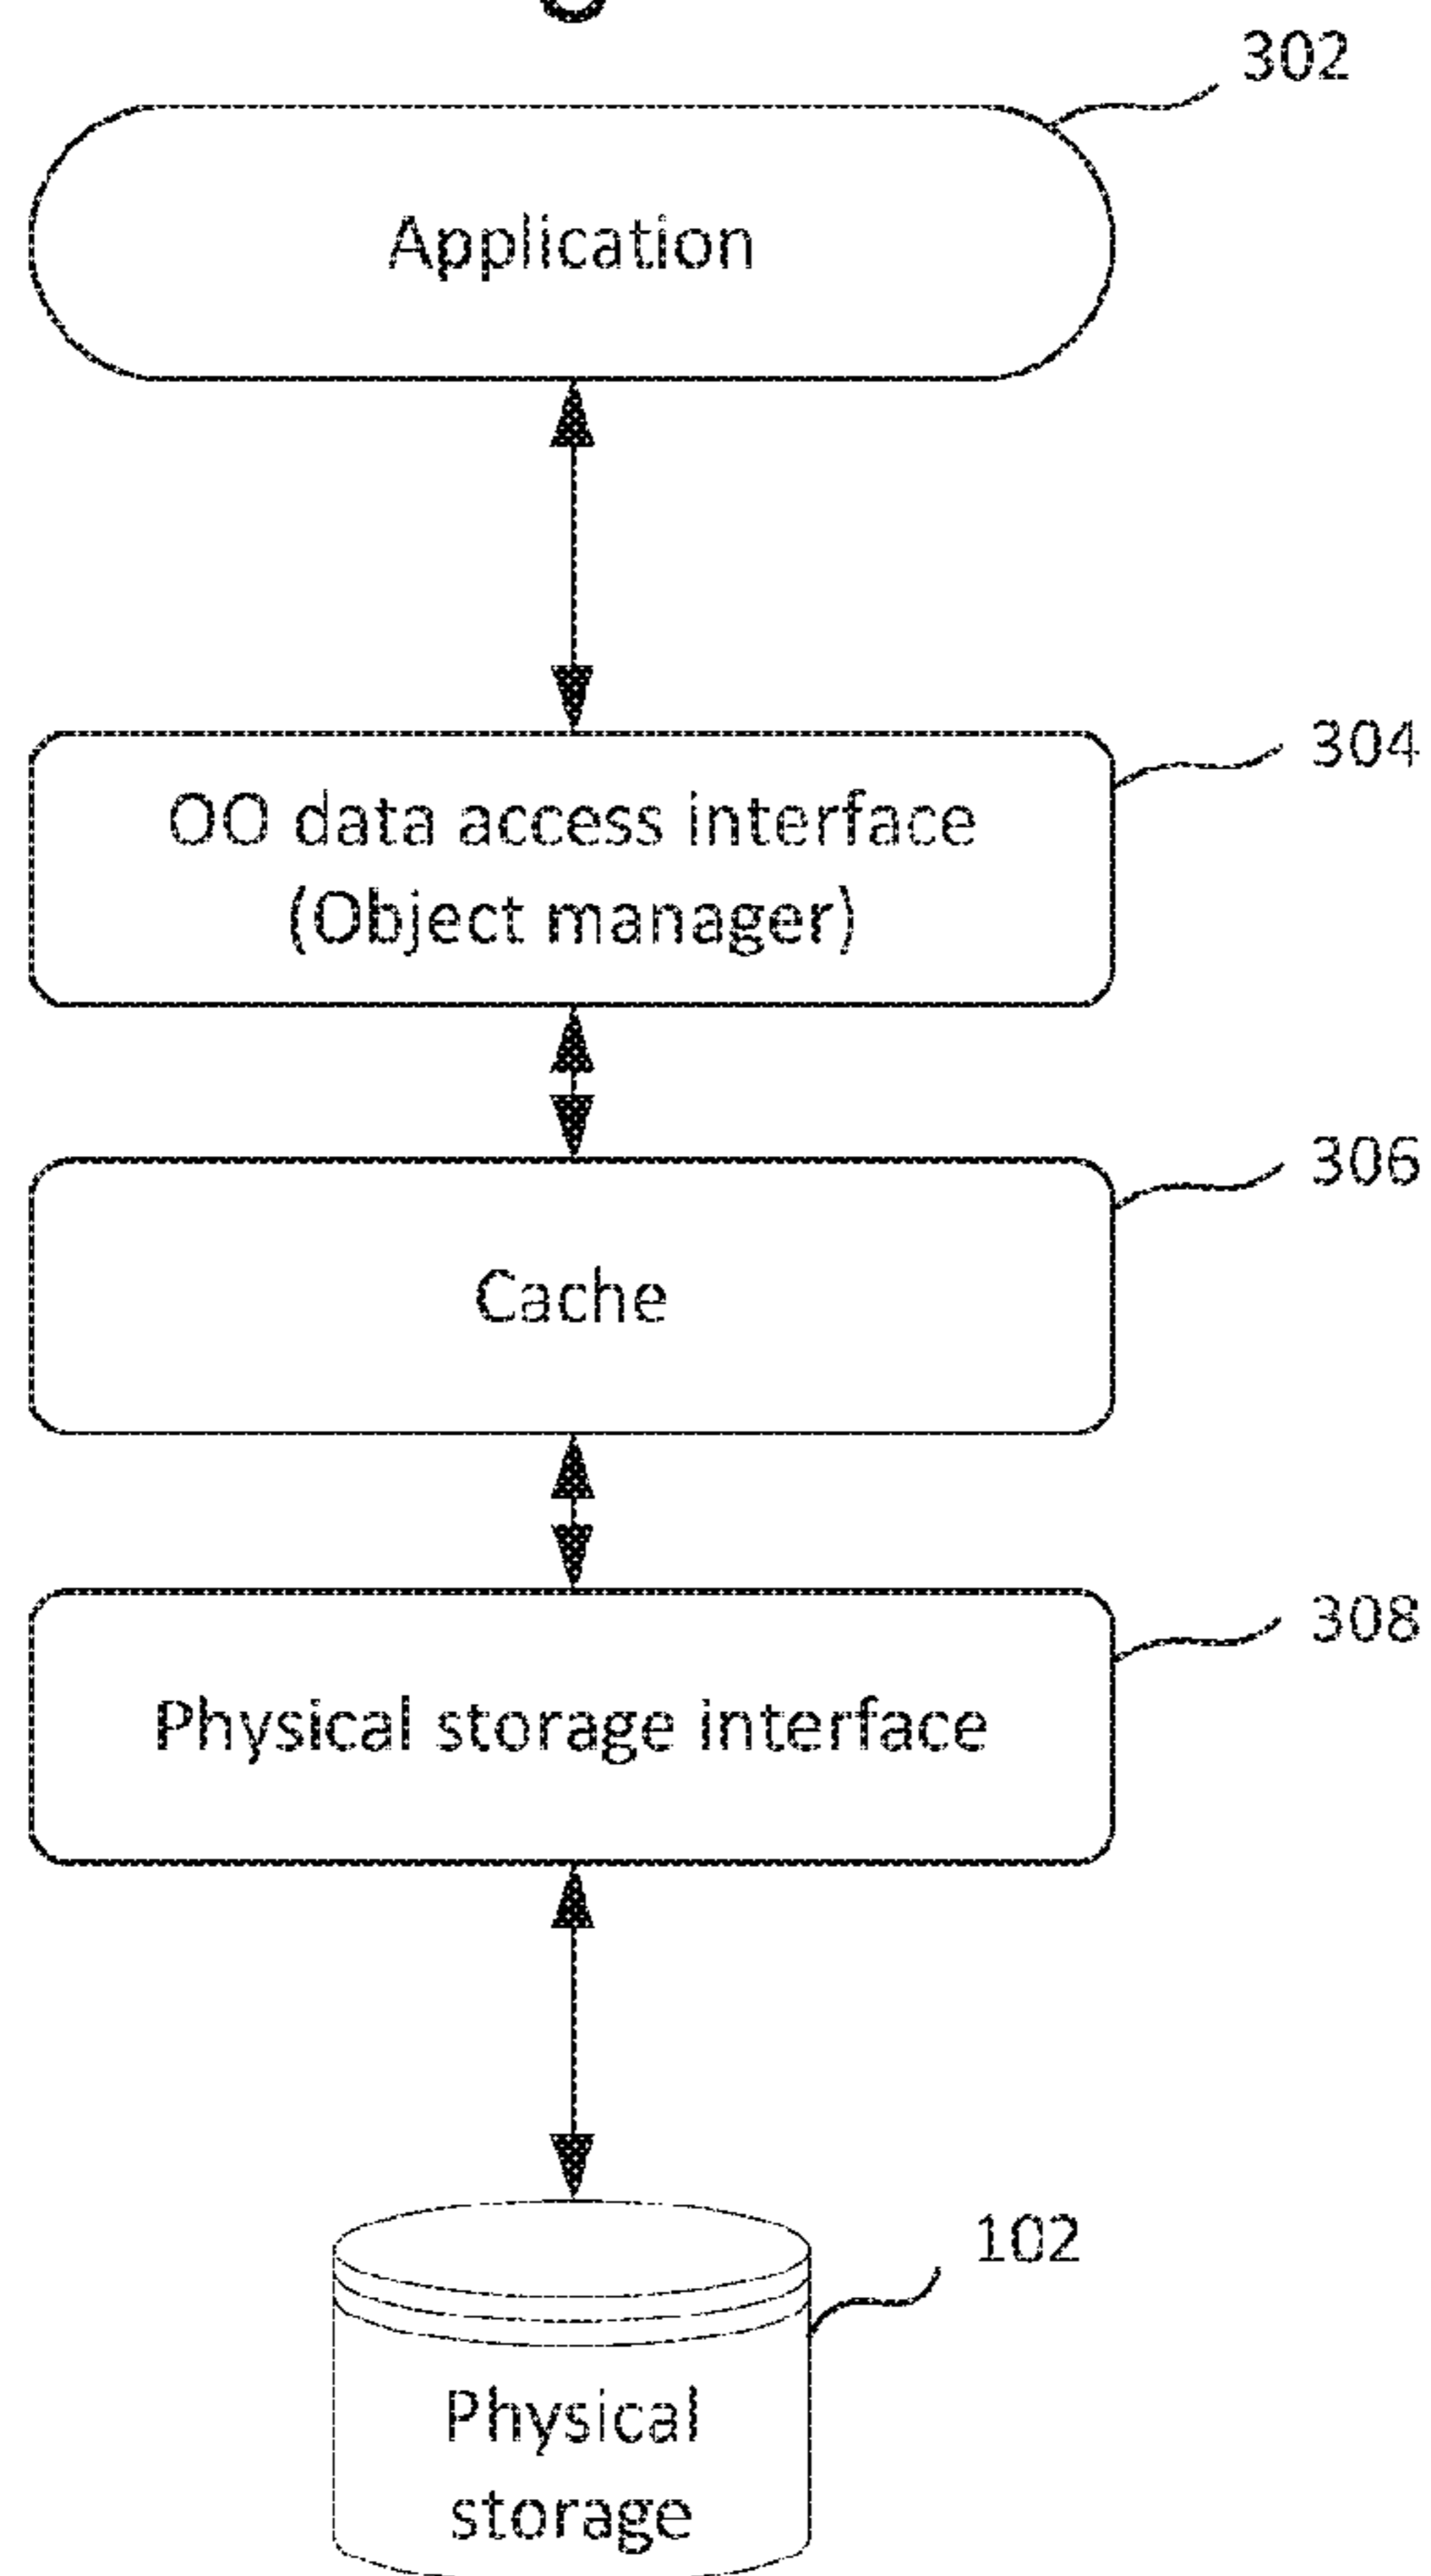 302
Application
304
OO data access interface
(Object manager)
306
Cache
308
Physical storage interface
102
Physical
storage